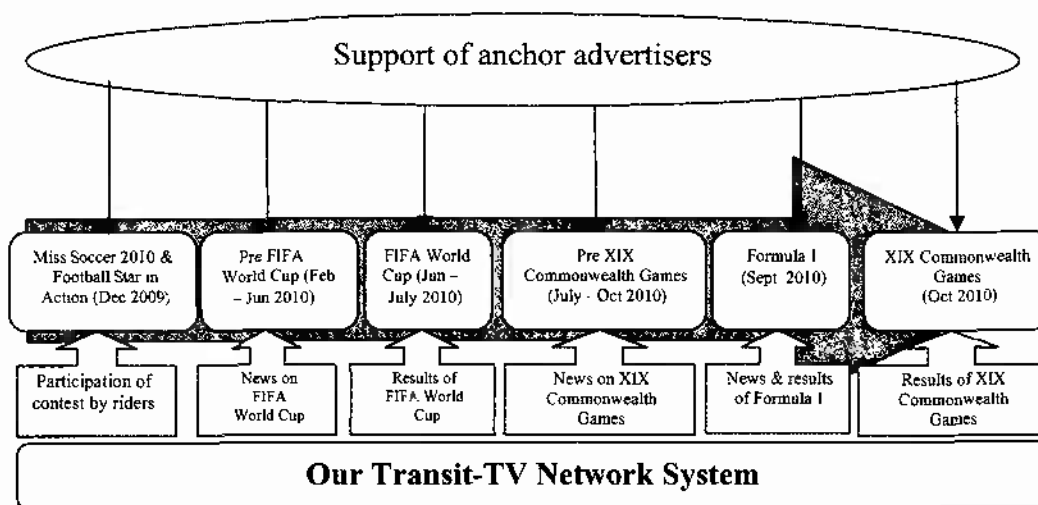 Support of anchor advertisers
Miss Soccer 2010 &
Football Star in
Action (Dec 2009)
Pre FIFA
World Cup (Feb
– Jun 2010)
FIFA World
Cup (Jun –
July 2010)
Pre XIX
Commonwealth Games
(July - Oct 2010)
Formula 1
(Sept 2010)
XIX Commonwealth
Games
(Oct 2010)
Participation of
contest by riders
News on
FIFA
World Cup
Results of
FIFA World
Cup
News on XIX
Commonwealth
Games
News & results
of Formula 1
Results of XIX
Commonwealth
Games
Our Transit-TV Network System